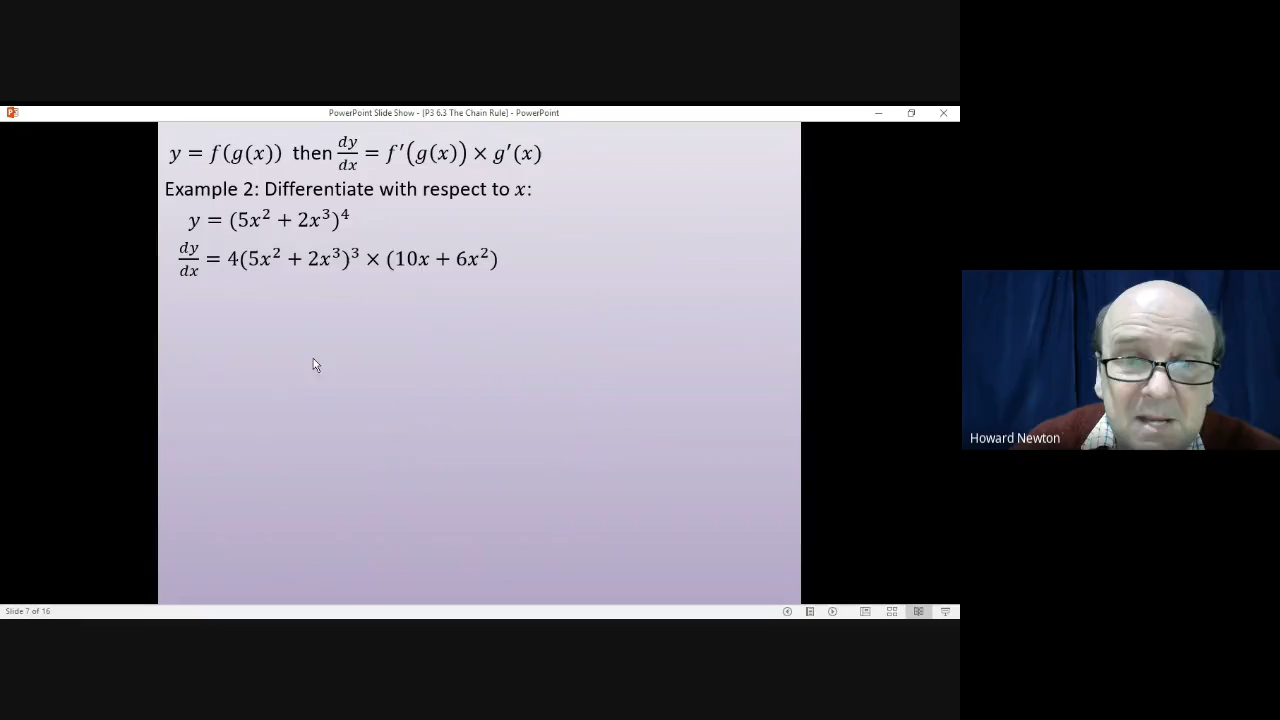 PowerPoint Slide Show - [P3 6.3 The Chain Rule] - PowerPoint
y = f(g(x)) then dy/dx = f′(g(x)) × g′(x)
Example 2: Differentiate with respect to x:
y = (5x² + 2x³)⁴
dy/dx = 4(5x² + 2x³)³ × (10x + 6x²)
Howard Newton
Slide 7 of 16